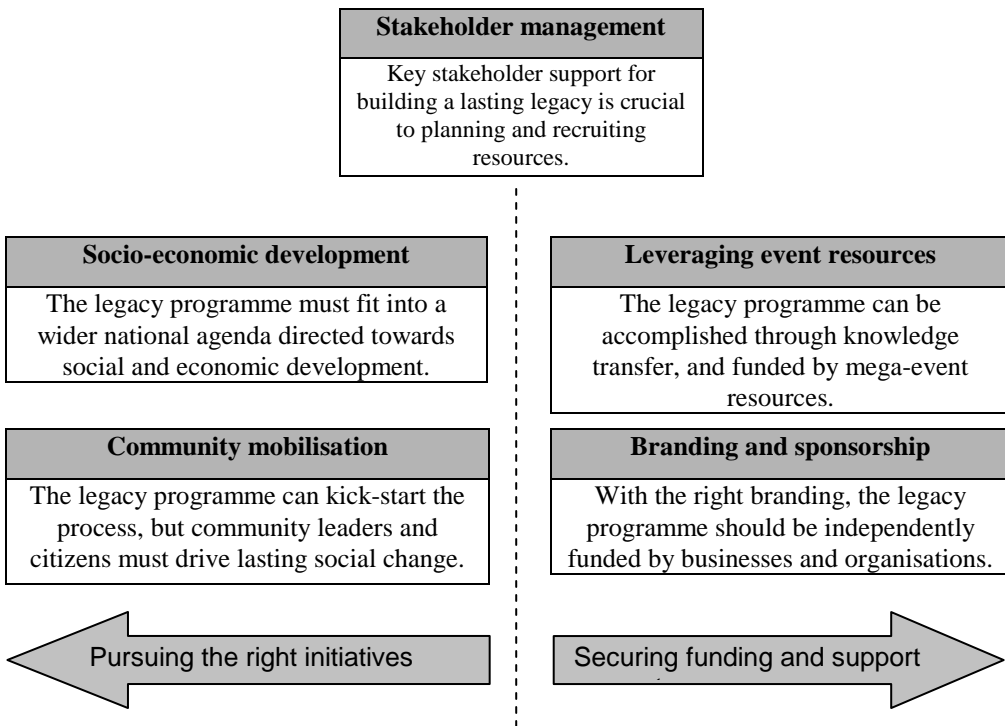 Stakeholder management
Key stakeholder support for
building a lasting legacy is crucial
to planning and recruiting
resources.
Socio-economic development
The legacy programme must fit into a
wider national agenda directed towards
social and economic development.
Leveraging event resources
The legacy programme can be
accomplished through knowledge
transfer, and funded by mega-event
resources.
Community mobilisation
The legacy programme can kick-start the
process, but community leaders and
citizens must drive lasting social change.
Branding and sponsorship
With the right branding, the legacy
programme should be independently
funded by businesses and organisations.
Pursuing the right initiatives
Securing funding and support